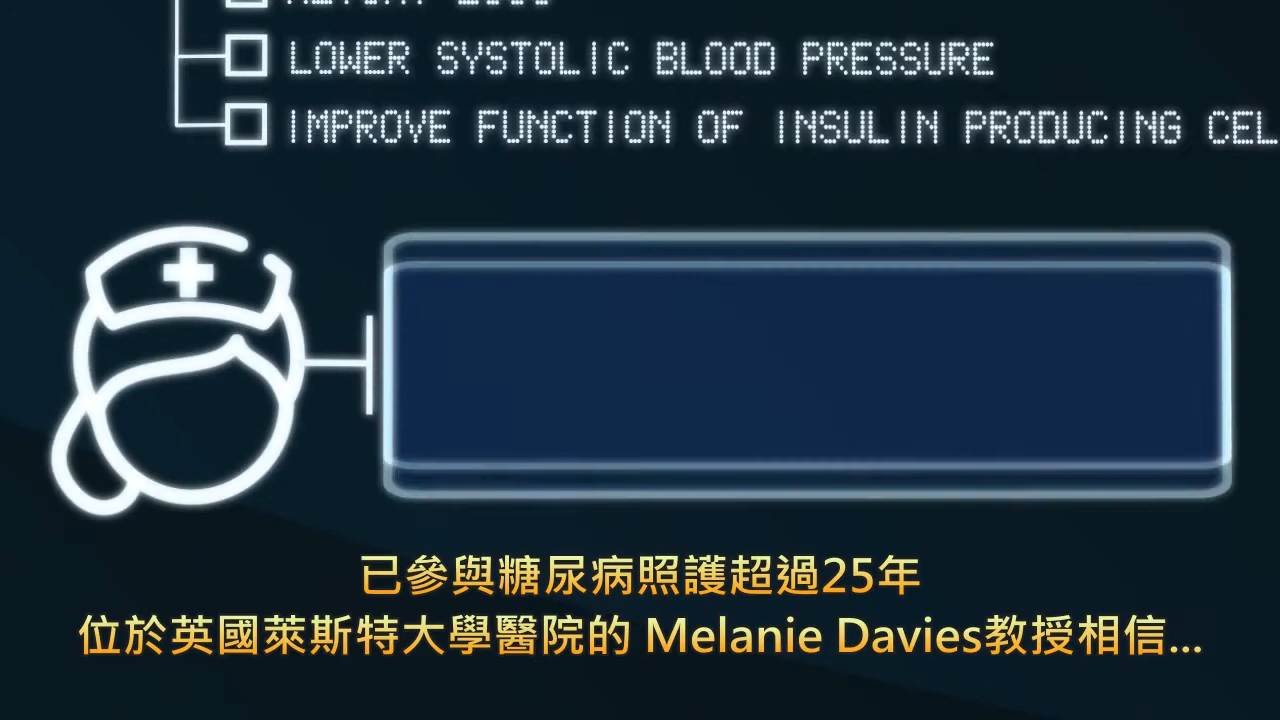 LOWER SYSTOLIC BLOOD PRESSURE
IMPROVE FUNCTION OF INSULIN PRODUCING
已參與糖尿病照護超過25年
位於英國萊斯特大學醫院的 Melanie Davies教授相信...